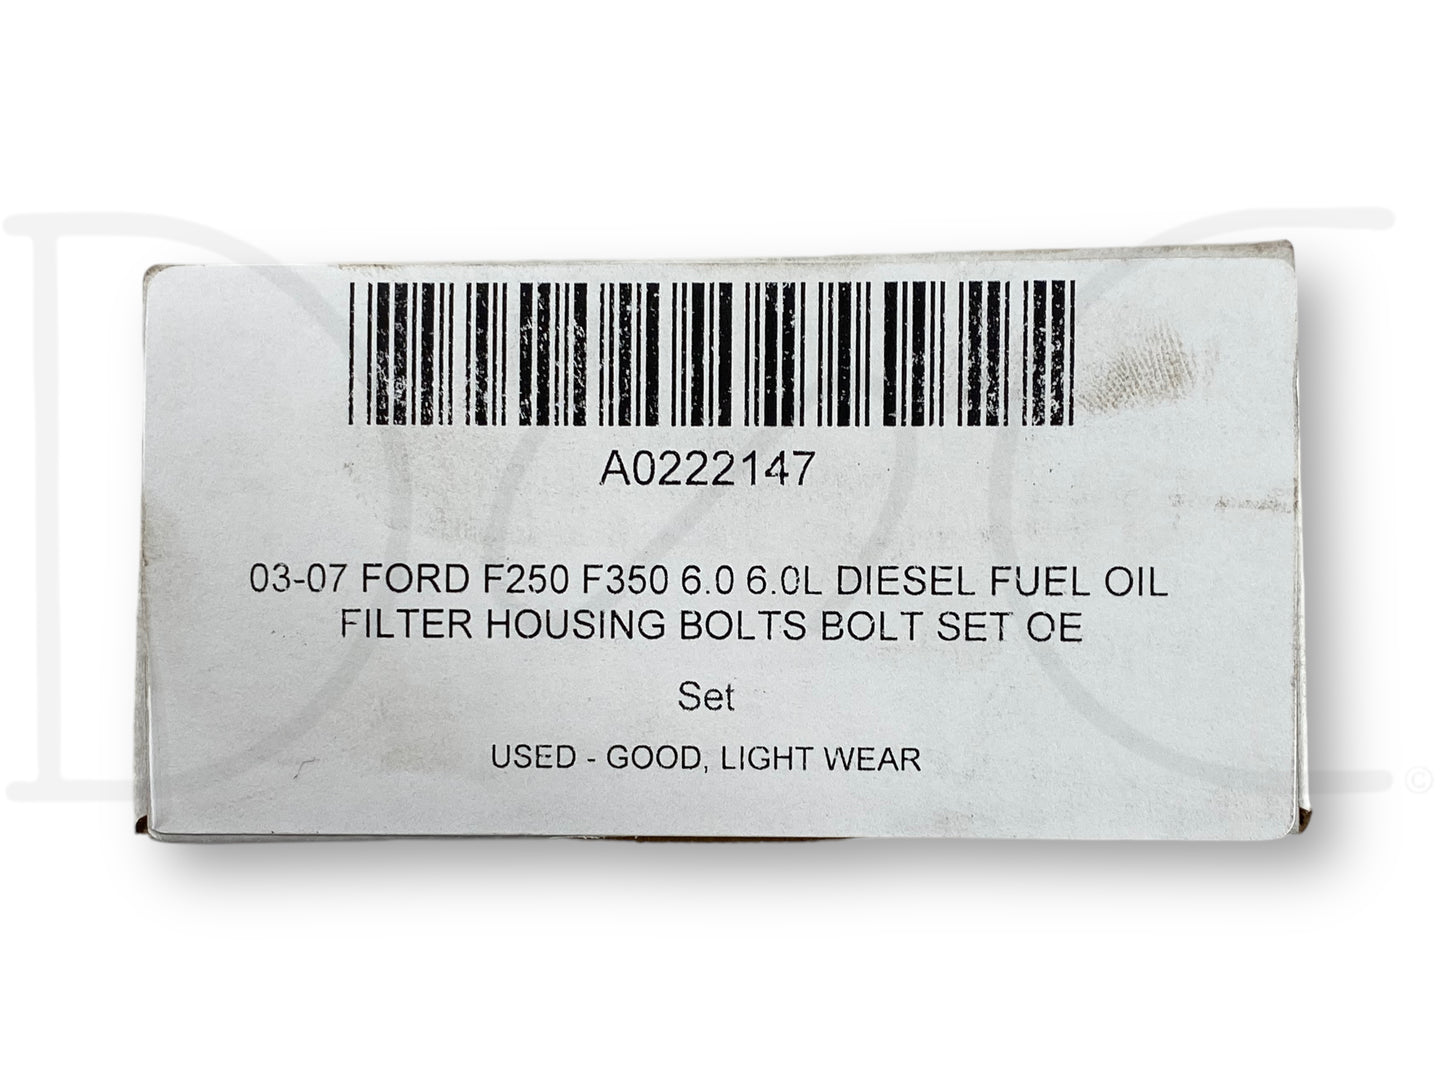 A0222147
03-07 FORD F250 F350 6.0 6.0L DIESEL FUEL OIL
FILTER HOUSING BOLTS BOLT SET OE
Set
USED - GOOD, LIGHT WEAR
©